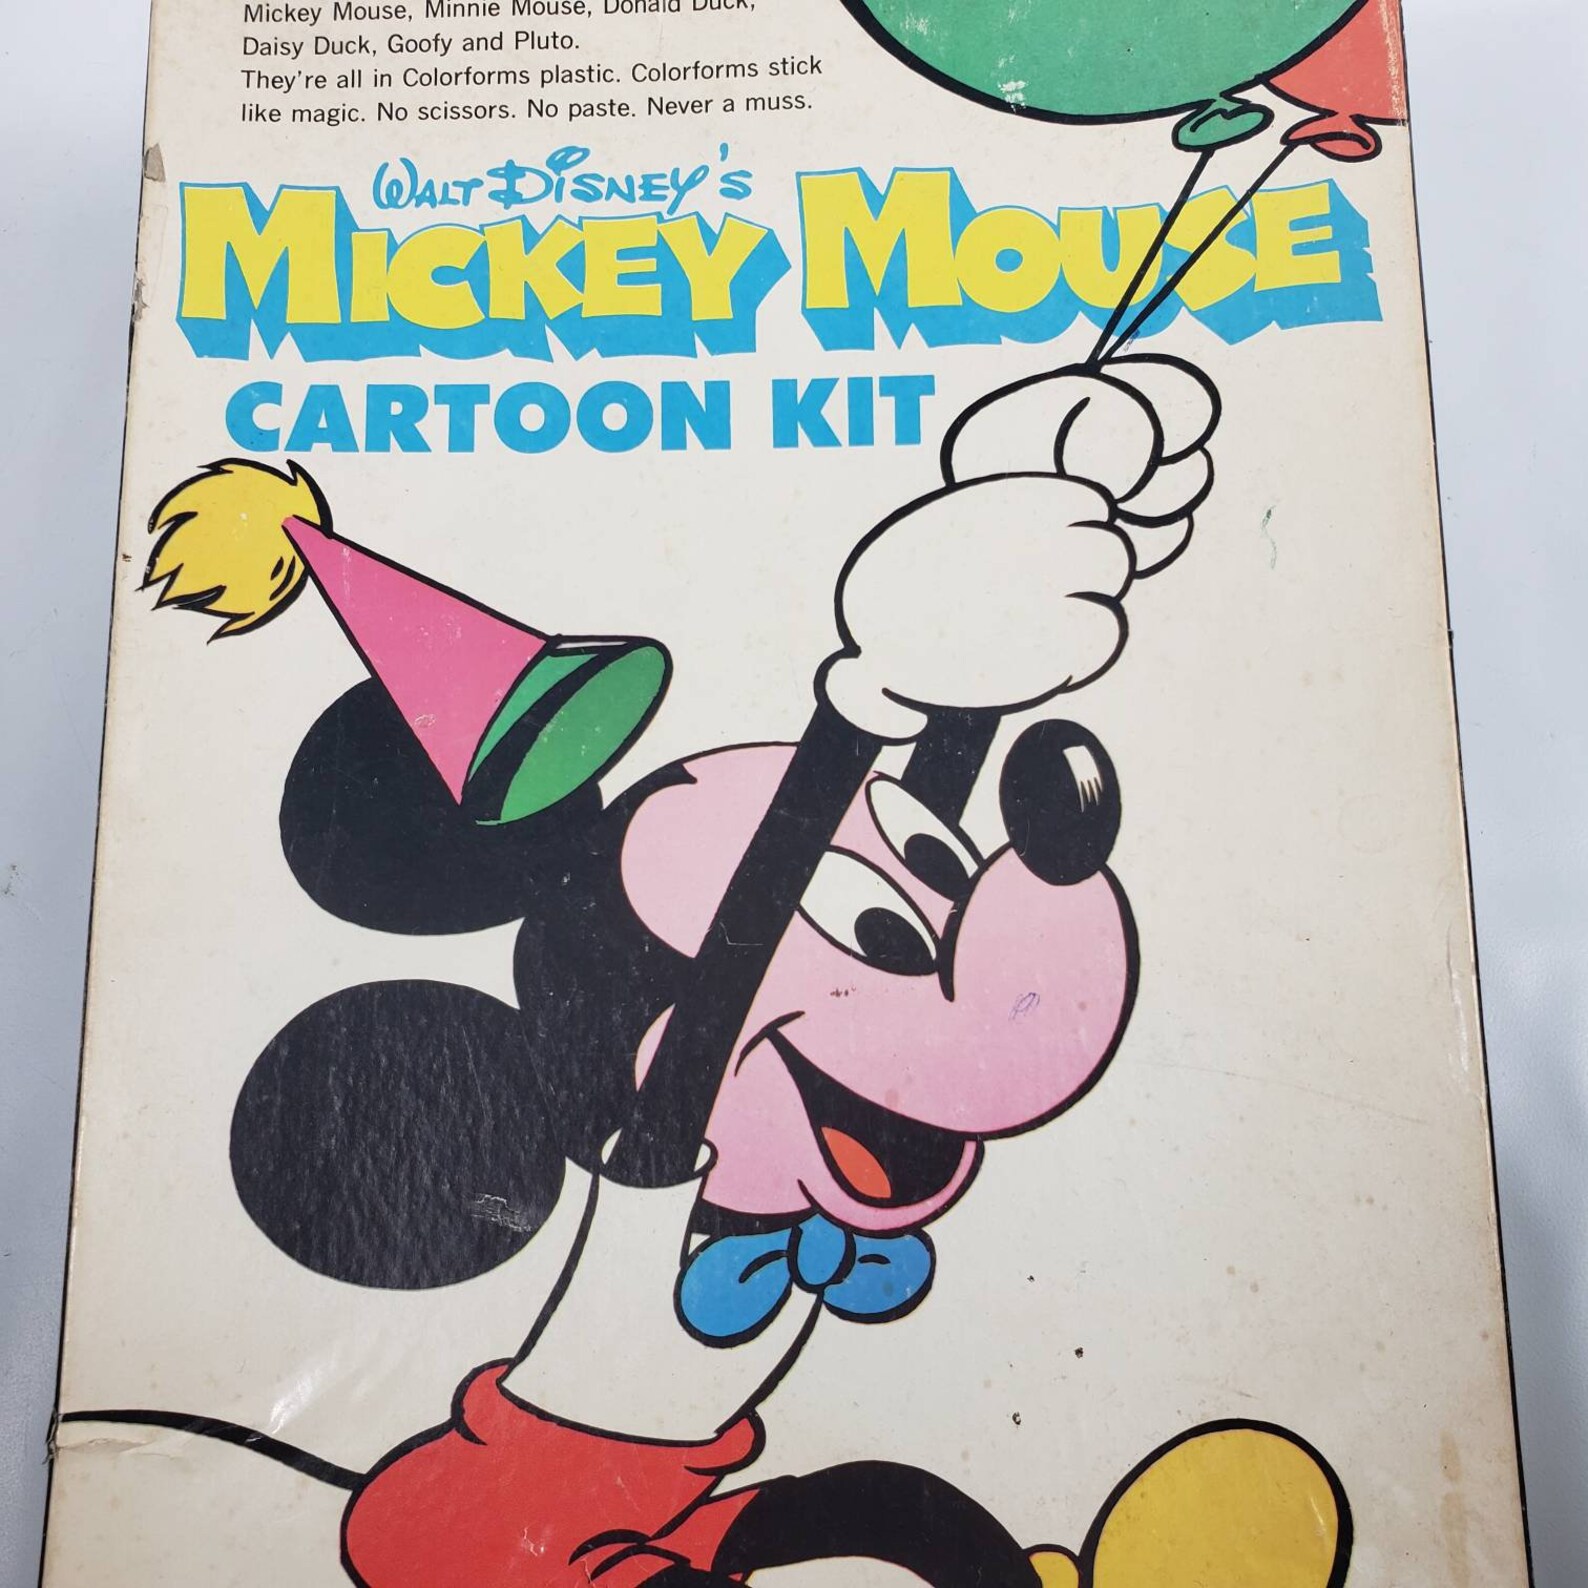 Mickey Mouse, Minnie Mouse, Donald Duck,
Daisy Duck, Goofy and Pluto.
They're all in Colorforms plastic. Colorforms stick
like magic. No scissors. No paste. Never a muss.
WALT DISNEY'S
MICKEY MOUSE
CARTOON KIT